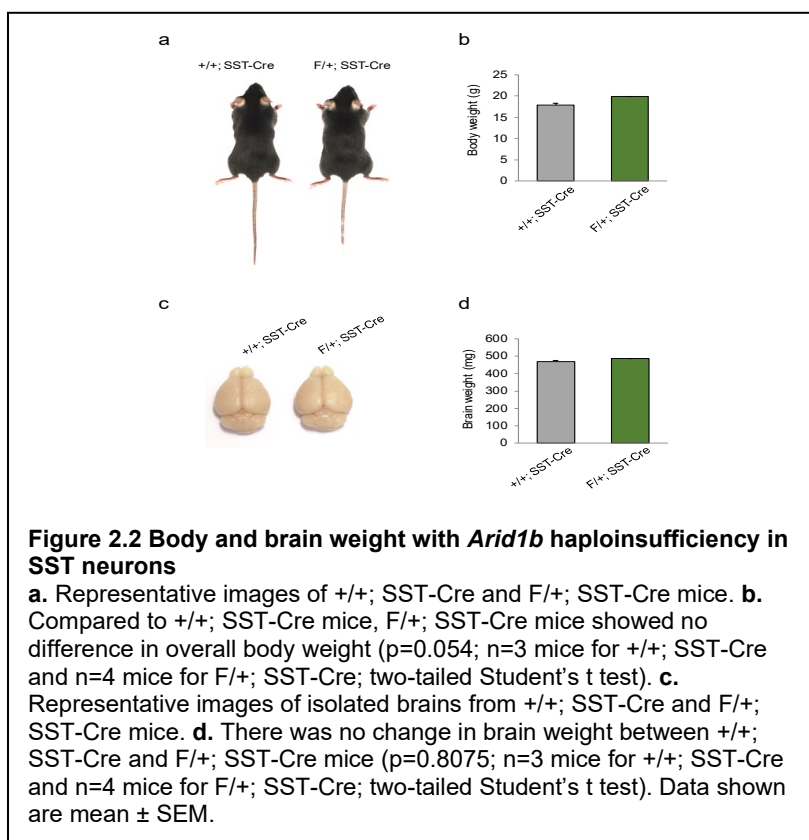 a
+/+; SST-Cre
F/+; SST-Cre
b
Body weight (g)
25
20
15
10
5
0
+/+; SST-Cre
F/+; SST-Cre
c
+/+; SST-Cre
F/+; SST-Cre
d
Brain weight (mg)
600
500
400
300
200
100
0
+/+; SST-Cre
F/+; SST-Cre
Figure 2.2 Body and brain weight with Arid1b haploinsufficiency in
SST neurons
a. Representative images of +/+; SST-Cre and F/+; SST-Cre mice. b.
Compared to +/+; SST-Cre mice, F/+; SST-Cre mice showed no
difference in overall body weight (p=0.054; n=3 mice for +/+; SST-Cre
and n=4 mice for F/+; SST-Cre; two-tailed Student’s t test). c.
Representative images of isolated brains from +/+; SST-Cre and F/+;
SST-Cre mice. d. There was no change in brain weight between +/+;
SST-Cre and F/+; SST-Cre mice (p=0.8075; n=3 mice for +/+; SST-Cre
and n=4 mice for F/+; SST-Cre; two-tailed Student’s t test). Data shown
are mean ± SEM.